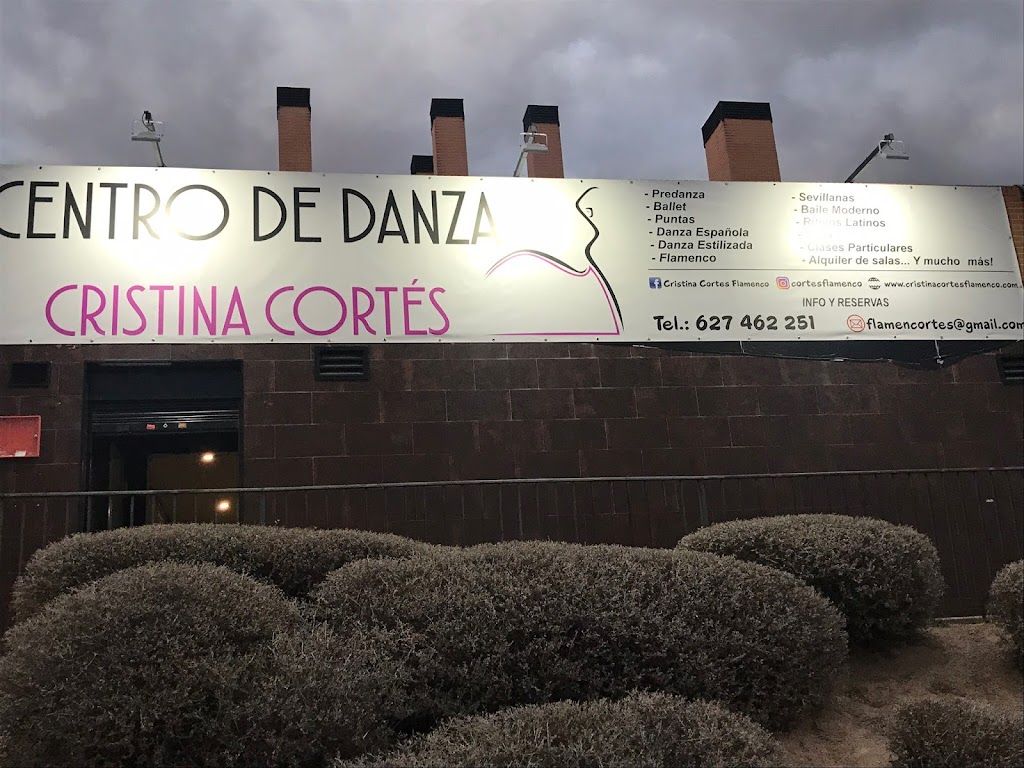 CENTRO DE DANZA
CRISTINA CORTÉS
- Predanza
- Ballet
- Puntas
- Danza Española
- Danza Estilizada
- Flamenco
- Sevillanas
- Baile Moderno
- Ritmos Latinos
- Clases Particulares
- Alquiler de salas... Y mucho màs!
Cristina Cortes Flamenco cortesflamenco www.cristinacortesflamenco.com
INFO Y RESERVAS
Tel.: 627 462 251 flamencortes@gmail.com